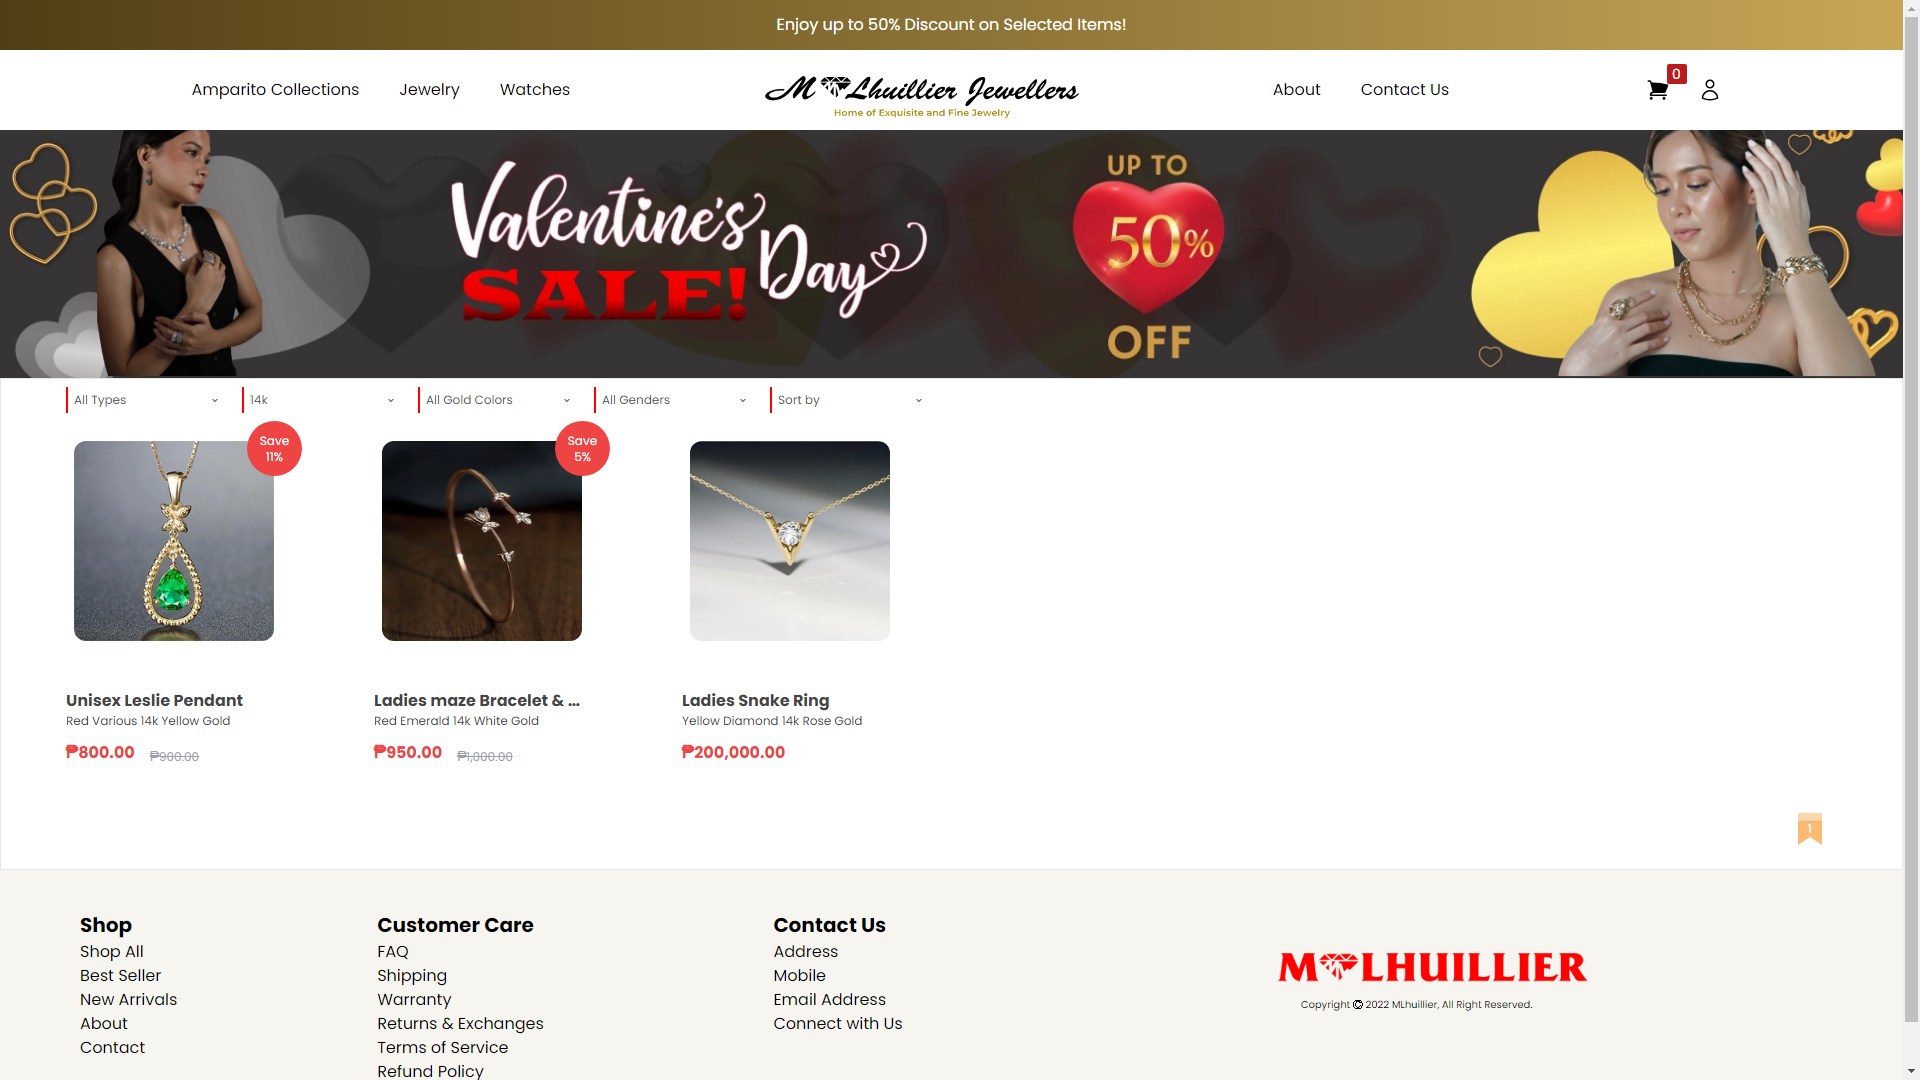 Enjoy up to 50% Discount on Selected Items!
Amparito Collections
Jewelry
Watches
M Lhuillier Jewellers
Home of Exquisite and Fine Jewelry
About
Contact Us
0
Valentine's
Day
SALE!
UP TO
50%
OFF
All Types
14k
All Gold Colors
All Genders
Sort by
Save
11%
Save
5%
Unisex Leslie Pendant
Red Various 14k Yellow Gold
₱800.00 ₱900.00
Ladies maze Bracelet & ...
Red Emerald 14k White Gold
₱950.00 ₱1,000.00
Ladies Snake Ring
Yellow Diamond 14k Rose Gold
₱200,000.00
1
Shop
Shop All
Best Seller
New Arrivals
About
Contact
Customer Care
FAQ
Shipping
Warranty
Returns & Exchanges
Terms of Service
Refund Policy
Contact Us
Address
Mobile
Email Address
Connect with Us
M LHUILLIER
Copyright © 2022 MLhuillier, All Right Reserved.